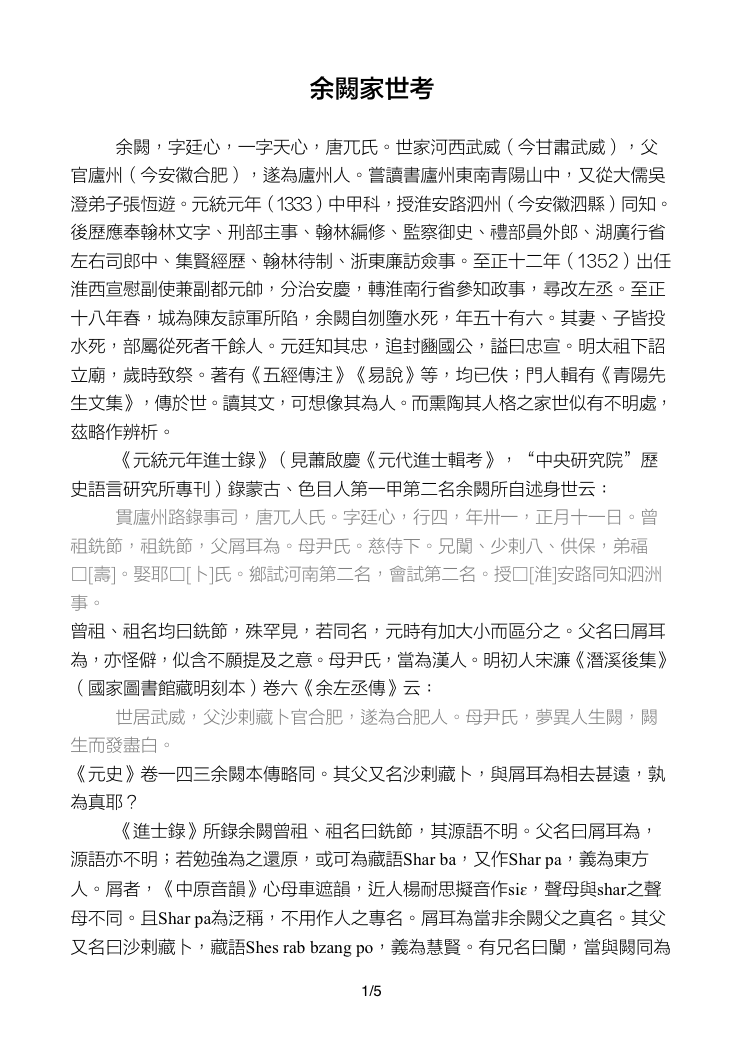 余闕家世考
余闕，字廷心，一字天心，唐兀氏。世家河西武威（今甘肅武威），父
官廬州（今安徽合肥），遂為廬州人。嘗讀書廬州東南青陽山中，又從大儒吳
澄弟子張恆遊。元統元年（1333）中甲科，授淮安路泗州（今安徽泗縣）同知。
後歷應奉翰林文字、刑部主事、翰林編修、監察御史、禮部員外郎、湖廣行省
左右司郎中、集賢經歷、翰林待制、浙東廉訪僉事。至正十二年（1352）出任
淮西宣慰副使兼副都元帥，分治安慶，轉淮南行省參知政事，尋改左丞。至正
十八年春，城為陳友諒軍所陷，余闕自刎墮水死，年五十有六。其妻、子皆投
水死，部屬從死者千餘人。元廷知其忠，追封豳國公，謚曰忠宣。明太祖下詔
立廟，歲時致祭。著有《五經傳注》《易說》等，均已佚；門人輯有《青陽先
生文集》，傳於世。讀其文，可想像其為人。而熏陶其人格之家世似有不明處，
茲略作辨析。
《元統元年進士錄》（見蕭啟慶《元代進士輯考》，“中央研究院”歷
史語言研究所專刊）錄蒙古、色目人第一甲第二名余闕所自述身世云：
貫廬州路錄事司，唐兀人氏。字廷心，行四，年卅一，正月十一日。曾
祖銑節，祖銑節，父屑耳為。母尹氏。慈侍下。兄闑、少剌八、供保，弟福
□[壽]。娶耶□[卜]氏。鄉試河南第二名，會試第二名。授□[淮]安路同知泗洲
事。
曾祖、祖名均曰銑節，殊罕見，若同名，元時有加大小而區分之。父名曰屑耳
為，亦怪僻，似含不願提及之意。母尹氏，當為漢人。明初人宋濂《潛溪後集》
（國家圖書館藏明刻本）卷六《余左丞傳》云：
世居武威，父沙剌藏卜官合肥，遂為合肥人。母尹氏，夢異人生闕，闕
生而發盡白。
《元史》卷一四三余闕本傳略同。其父又名沙剌藏卜，與屑耳為相去甚遠，孰
為真耶？
《進士錄》所錄余闕曾祖、祖名曰銑節，其源語不明。父名曰屑耳為，
源語亦不明；若勉強為之還原，或可為藏語Shar ba，又作Shar pa，義為東方
人。屑者，《中原音韻》心母車遮韻，近人楊耐思擬音作siɛ，聲母與shar之聲
母不同。且Shar pa為泛稱，不用作人之專名。屑耳為當非余闕父之真名。其父
又名曰沙剌藏卜，藏語Shes rab bzang po，義為慧賢。有兄名曰闑，當與闕同為
1/5